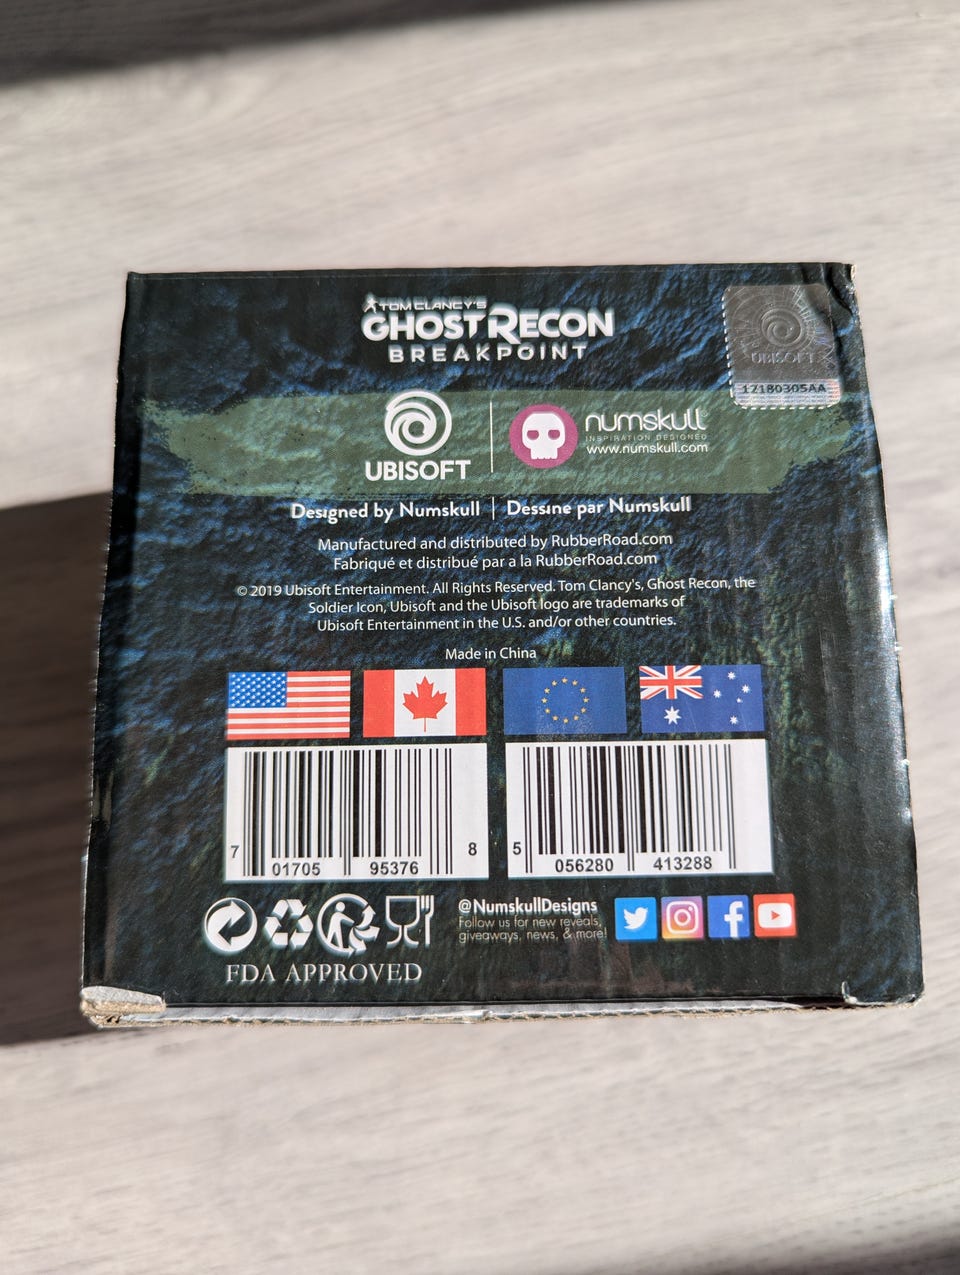 TOM CLANCY'S
GHOST RECON
BREAKPOINT
UBISOFT
17180305AA
UBISOFT
numskull®
INSPIRATION DESIGNED
www.numskull.com
Designed by Numskull | Dessine par Numskull
Manufactured and distributed by RubberRoad.com
Fabriqué et distribué par a la RubberRoad.com
© 2019 Ubisoft Entertainment. All Rights Reserved. Tom Clancy's, Ghost Recon, the
Soldier Icon, Ubisoft and the Ubisoft logo are trademarks of
Ubisoft Entertainment in the U.S. and/or other countries.
Made in China
7 01705 95376 8
5 056280 413288
@NumskullDesigns
Follow us for new reveals,
giveaways, news, & more!
FDA APPROVED